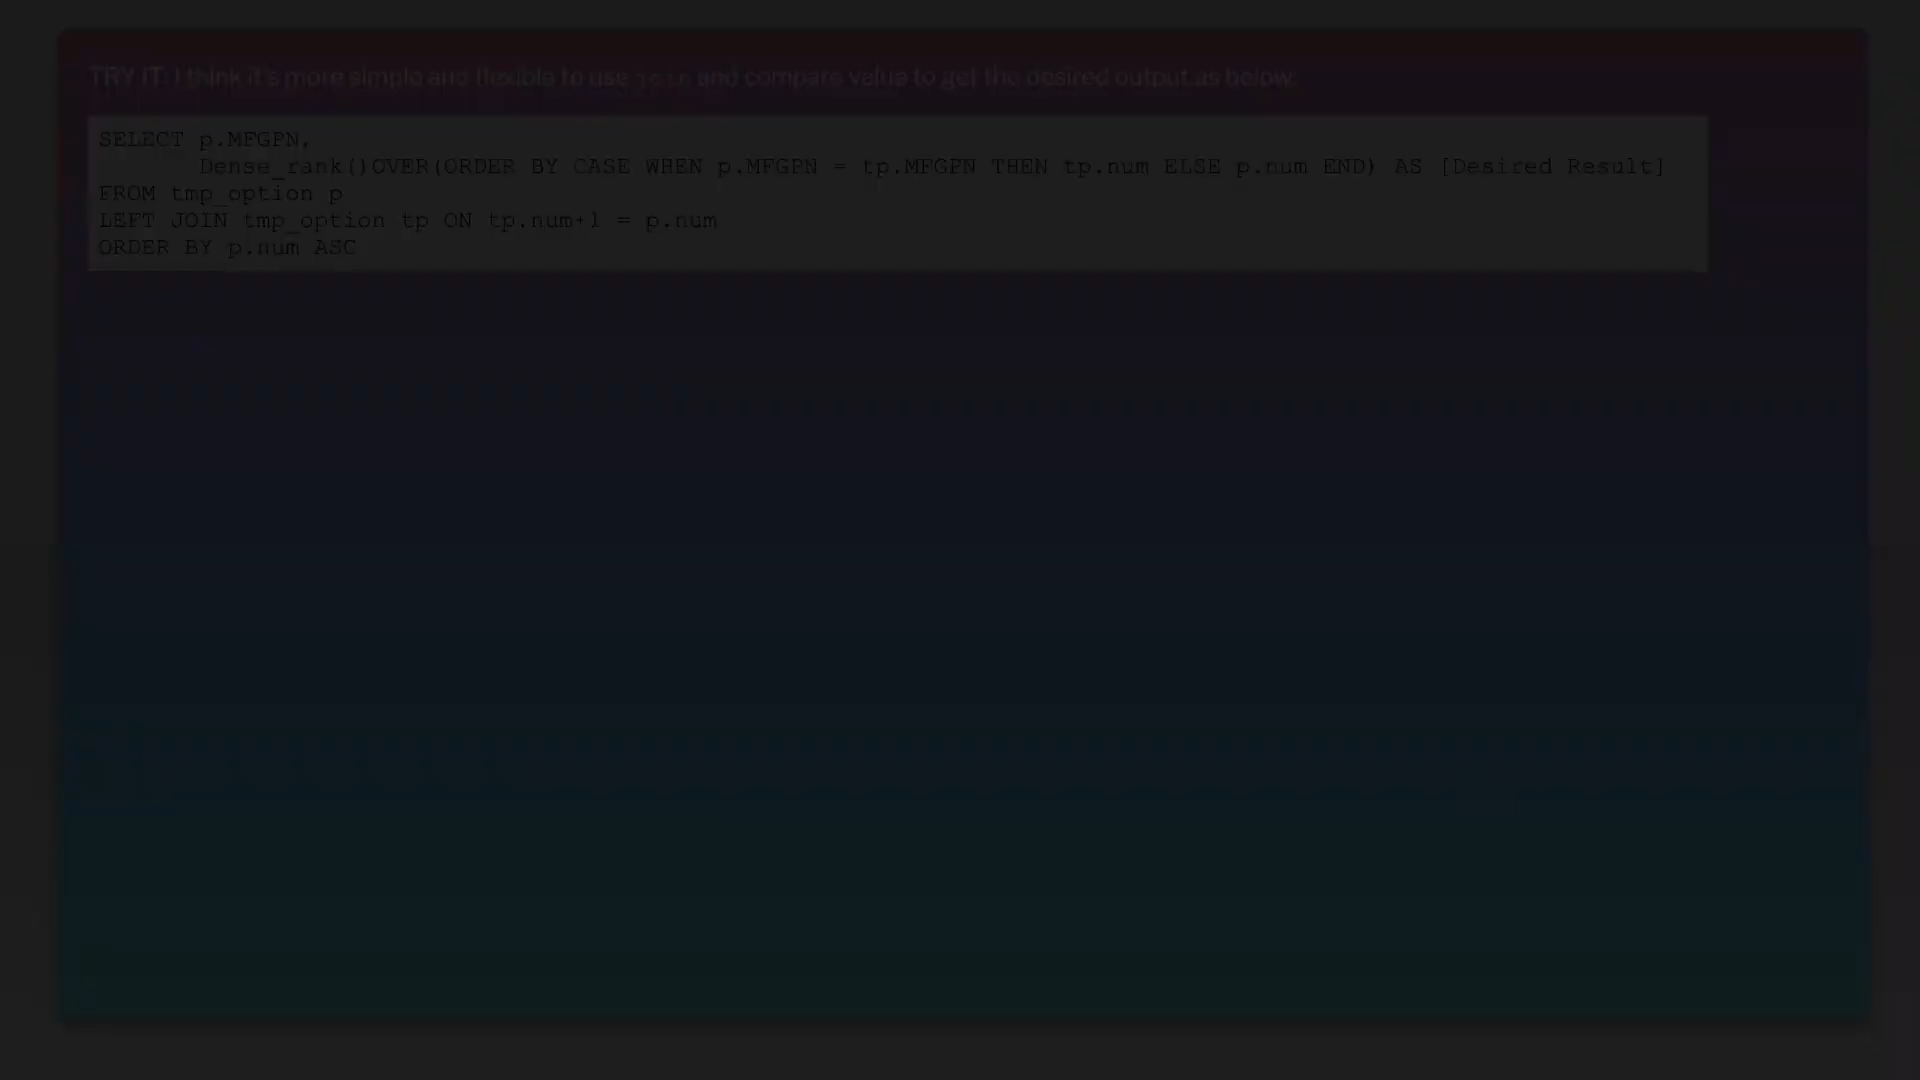 TRY IT: I think it's more simple and flexible to use join and compare value to get the desired output as below:
SELECT p.MFGPN,
Dense_rank()OVER(ORDER BY CASE WHEN p.MFGPN = tp.MFGPN THEN tp.num ELSE p.num END) AS [Desired Result]
FROM tmp_option p
LEFT JOIN tmp_option tp ON tp.num+1 = p.num
ORDER BY p.num ASC